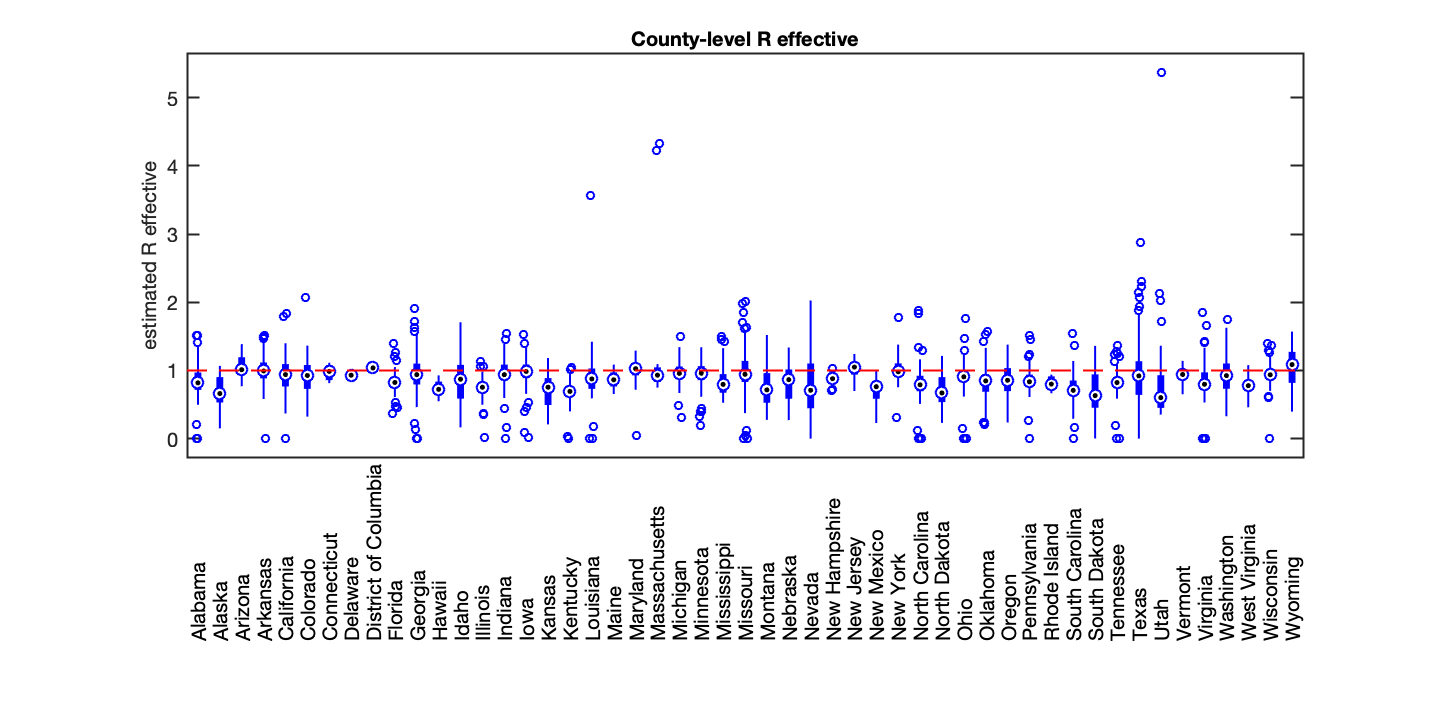 County-level R effective
estimated R effective
5
4
3
2
1
0
Alabama
Alaska
Arizona
Arkansas
California
Colorado
Connecticut
Delaware
District of Columbia
Florida
Georgia
Hawaii
Idaho
Illinois
Indiana
Iowa
Kansas
Kentucky
Louisiana
Maine
Maryland
Massachusetts
Michigan
Minnesota
Mississippi
Missouri
Montana
Nebraska
Nevada
New Hampshire
New Jersey
New Mexico
New York
North Carolina
North Dakota
Ohio
Oklahoma
Oregon
Pennsylvania
Rhode Island
South Carolina
South Dakota
Tennessee
Texas
Utah
Vermont
Virginia
Washington
West Virginia
Wisconsin
Wyoming